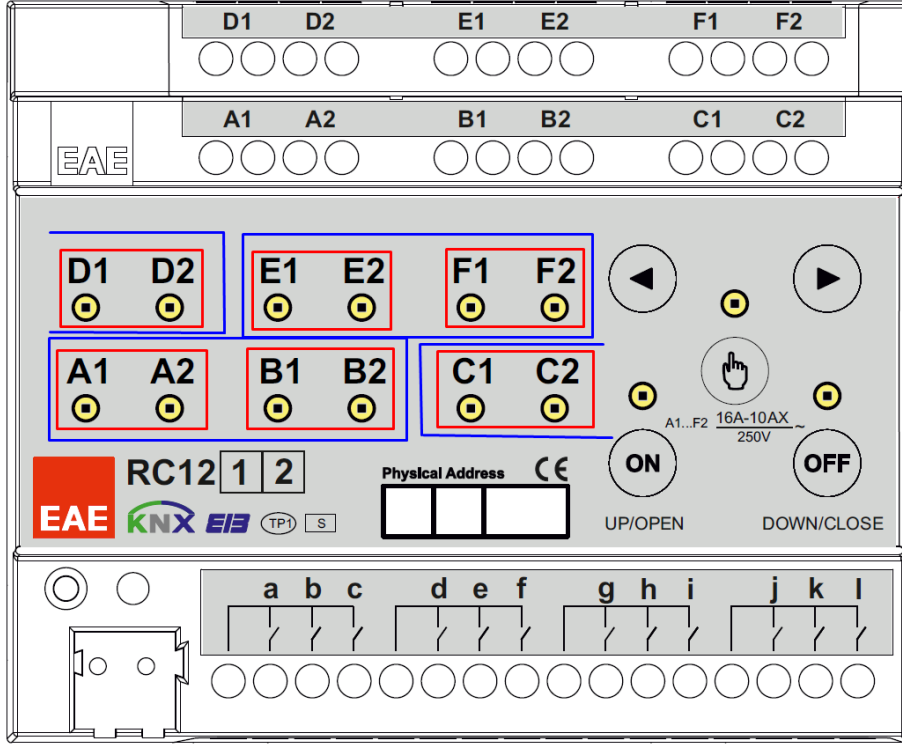 D1 D2 E1 E2 F1 F2
A1 A2 B1 B2 C1 C2
EAE
D1 D2 E1 E2 F1 F2
A1 A2 B1 B2 C1 C2
A1...F2 16A-10AX ~
250V
ON OFF
UP/OPEN DOWN/CLOSE
RC12 1 2
Physical Address CE
EAE KNX EIB TP1 S
a b c d e f g h i j k l